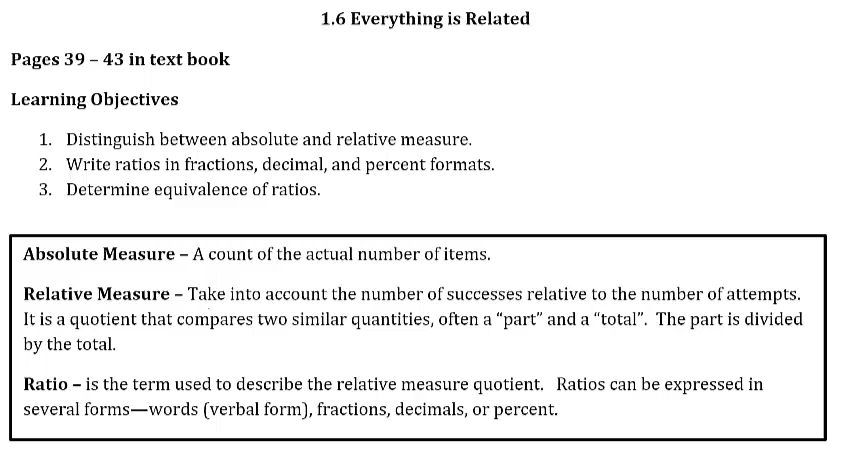 1.6 Everything is Related
Pages 39 – 43 in text book
Learning Objectives
1. Distinguish between absolute and relative measure.
2. Write ratios in fractions, decimal, and percent formats.
3. Determine equivalence of ratios.
Absolute Measure – A count of the actual number of items.
Relative Measure – Take into account the number of successes relative to the number of attempts.
It is a quotient that compares two similar quantities, often a “part” and a “total”.  The part is divided
by the total.
Ratio – is the term used to describe the relative measure quotient.   Ratios can be expressed in
several forms—words (verbal form), fractions, decimals, or percent.